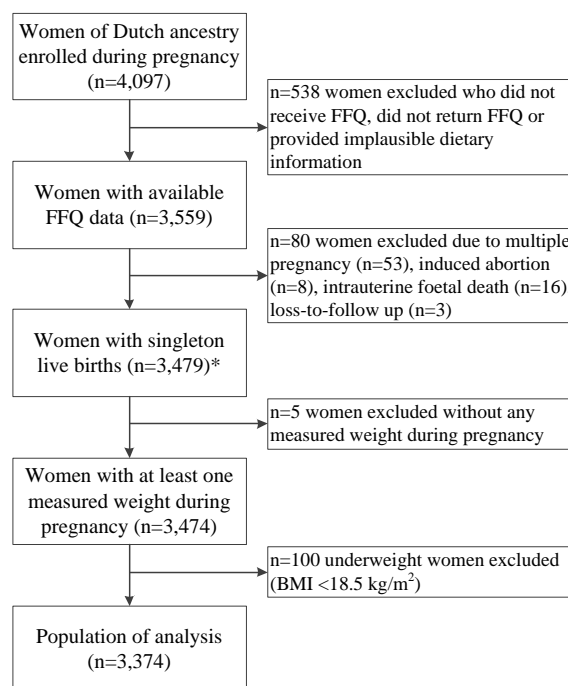 Women of Dutch ancestry
enrolled during pregnancy
(n=4,097)
n=538 women excluded who did not
receive FFQ, did not return FFQ or
provided implausible dietary
information
Women with available
FFQ data (n=3,559)
n=80 women excluded due to multiple
pregnancy (n=53), induced abortion
(n=8), intrauterine foetal death (n=16)
loss-to-follow up (n=3)
Women with singleton
live births (n=3,479)*
n=5 women excluded without any
measured weight during pregnancy
Women with at least one
measured weight during
pregnancy (n=3,474)
n=100 underweight women excluded
(BMI <18.5 kg/m²)
Population of analysis
(n=3,374)